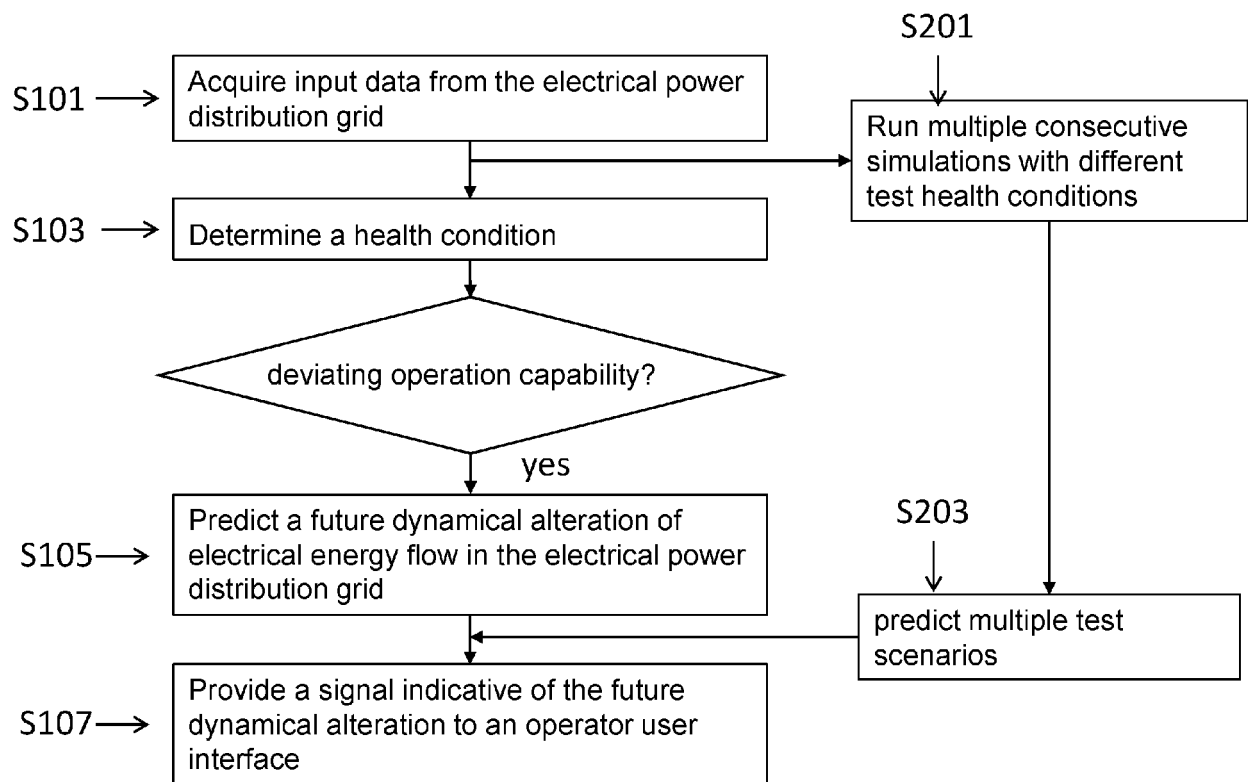 S201
S101
Acquire input data from the electrical power
distribution grid
Run multiple consecutive
simulations with different
test health conditions
S103
Determine a health condition
deviating operation capability?
yes
S105
Predict a future dynamical alteration of
electrical energy flow in the electrical power
distribution grid
S203
predict multiple test
scenarios
S107
Provide a signal indicative of the future
dynamical alteration to an operator user
interface